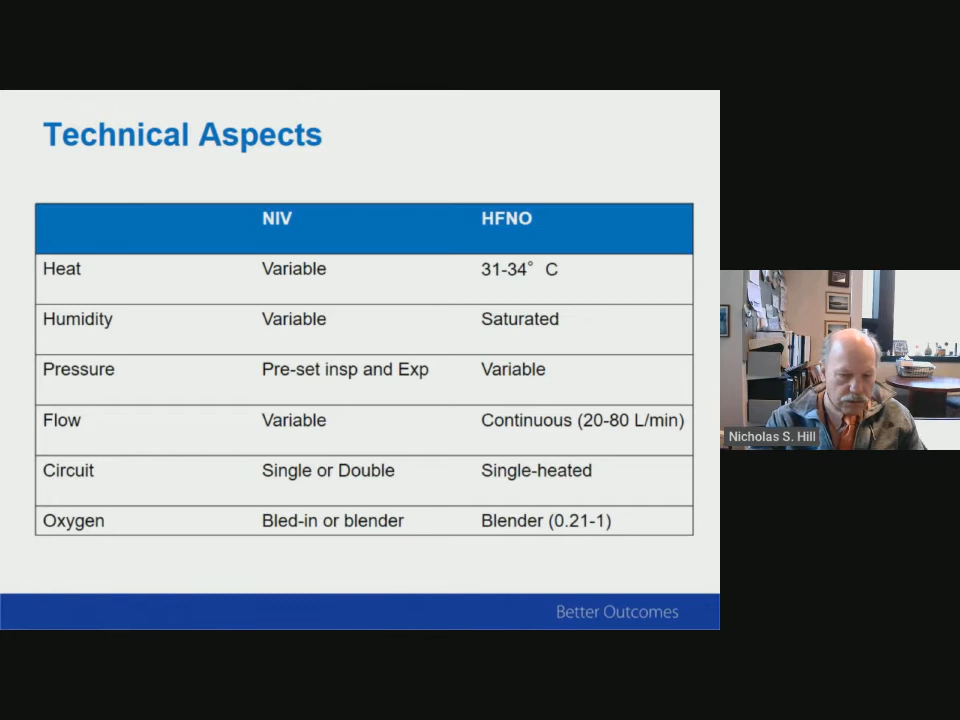 Technical Aspects
NIV HFNO
Heat Variable 31-34° C
Humidity Variable Saturated
Pressure Pre-set insp and Exp Variable
Flow Variable Continuous (20-80 L/min)
Circuit Single or Double Single-heated
Oxygen Bled-in or blender Blender (0.21-1)
Better Outcomes
Nicholas S. Hill